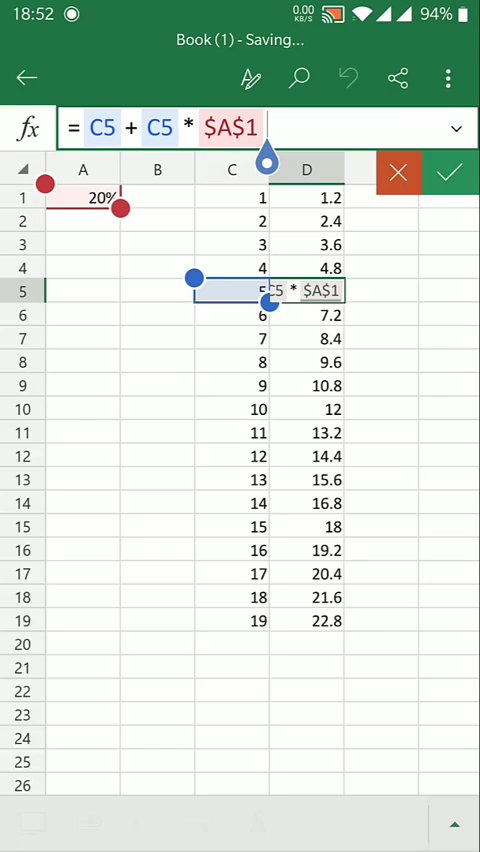 18:52 0.00 KB/S 94%
Book (1) - Saving...
fx = C5 + C5 * $A$1
A B C D
1 20% 1 1.2
2 2 2.4
3 3 3.6
4 4 4.8
5 5 C5 * $A$1
6 6 7.2
7 7 8.4
8 8 9.6
9 9 10.8
10 10 12
11 11 13.2
12 12 14.4
13 13 15.6
14 14 16.8
15 15 18
16 16 19.2
17 17 20.4
18 18 21.6
19 19 22.8
20
21
22
23
24
25
26